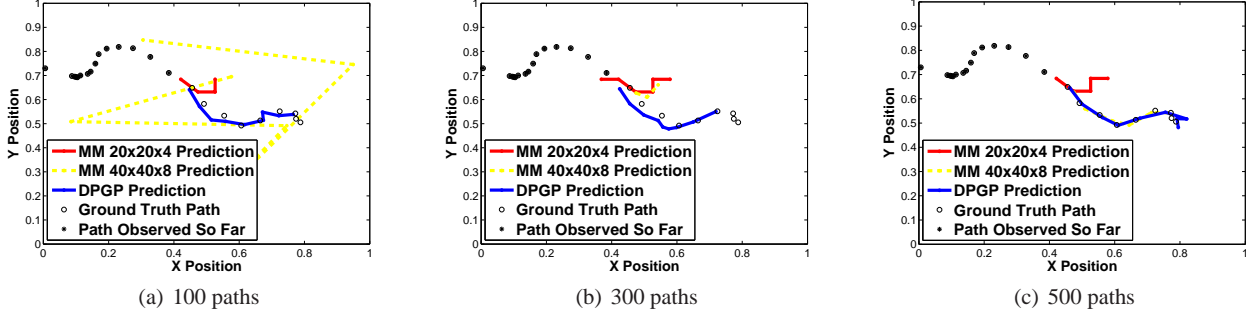 1
0.9
0.8
0.7
0.6
0.5
0.4
0.3
0.2
0.1
0
Y Position
MM 20x20x4 Prediction
MM 40x40x8 Prediction
DPGP Prediction
Ground Truth Path
Path Observed So Far
0 0.2 0.4 0.6 0.8 1
X Position
(a) 100 paths
1
0.9
0.8
0.7
0.6
0.5
0.4
0.3
0.2
0.1
0
Y Position
MM 20x20x4 Prediction
MM 40x40x8 Prediction
DPGP Prediction
Ground Truth Path
Path Observed So Far
0 0.2 0.4 0.6 0.8 1
X Position
(b) 300 paths
1
0.9
0.8
0.7
0.6
0.5
0.4
0.3
0.2
0.1
0
Y Position
MM 20x20x4 Prediction
MM 40x40x8 Prediction
DPGP Prediction
Ground Truth Path
Path Observed So Far
0 0.2 0.4 0.6 0.8 1
X Position
(c) 500 paths